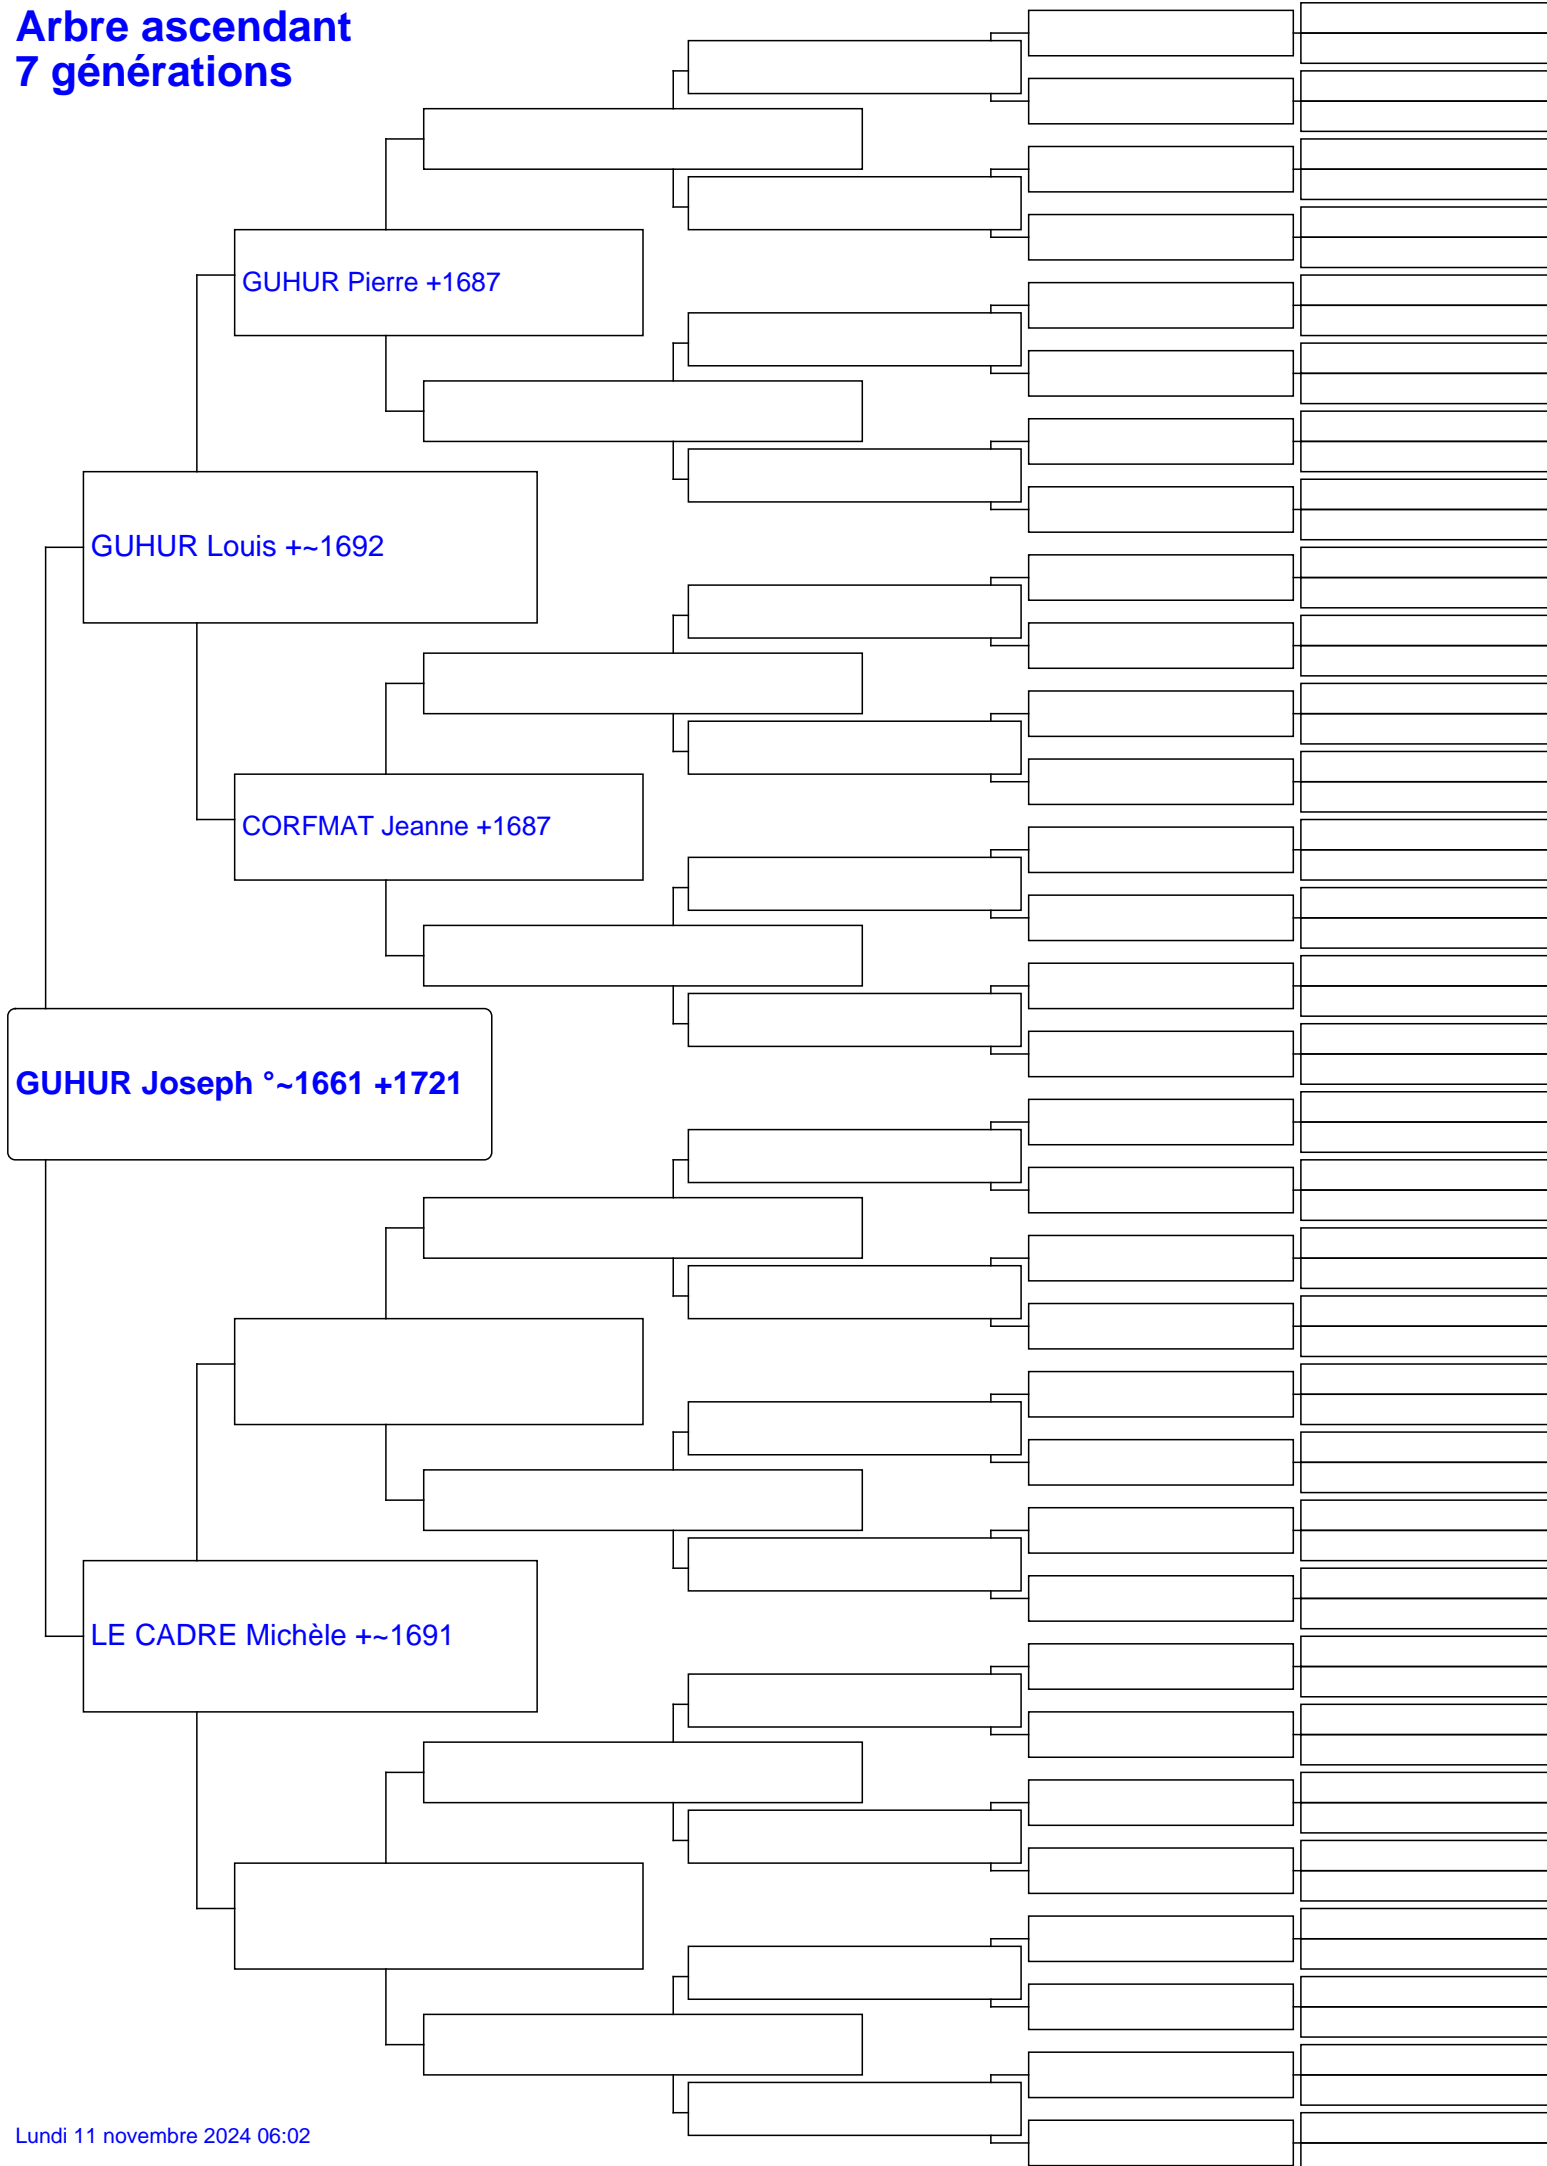 Arbre ascendant
7 générations
GUHUR Pierre +1687
GUHUR Louis +~1692
CORFMAT Jeanne +1687
GUHUR Joseph °~1661 +1721
LE CADRE Michèle +~1691
Lundi 11 novembre 2024 06:02